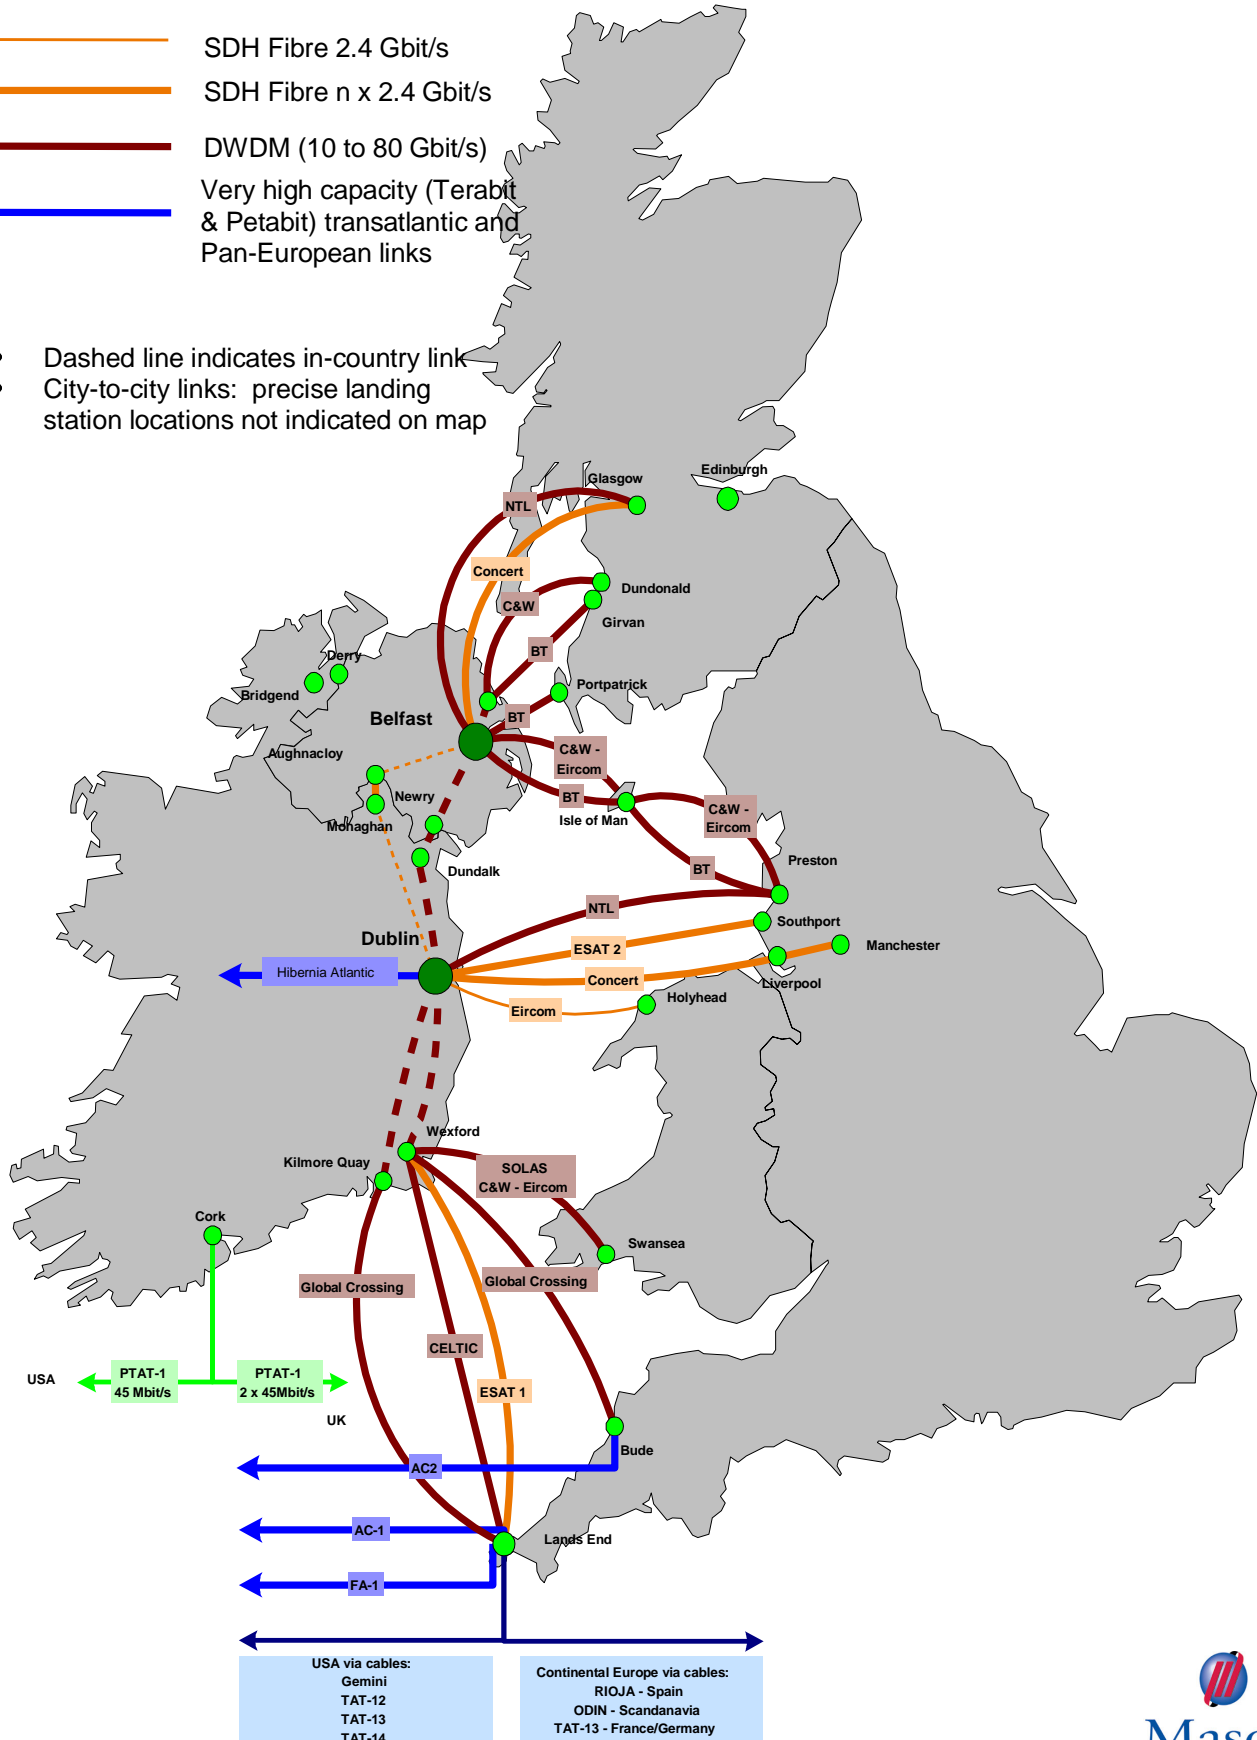 SDH Fibre 2.4 Gbit/s
SDH Fibre n x 2.4 Gbit/s
DWDM (10 to 80 Gbit/s)
Very high capacity (Terabit
& Petabit) transatlantic and
Pan-European links
• Dashed line indicates in-country link
• City-to-city links: precise landing
station locations not indicated on map
Glasgow
Edinburgh
NTL
Concert
Dundonald
C&W
Girvan
BT
Derry
Bridgend
Portpatrick
Belfast
BT
Aughnacloy
C&W -
Eircom
Newry
BT
Monaghan
Isle of Man
C&W -
Eircom
Dundalk
BT
Preston
NTL
Southport
Dublin
ESAT 2
Manchester
Hibernia Atlantic
Concert
Liverpool
Holyhead
Eircom
Wexford
Kilmore Quay
SOLAS
C&W - Eircom
Cork
Swansea
Global Crossing
Global Crossing
CELTIC
USA
PTAT-1
45 Mbit/s
PTAT-1
2 x 45Mbit/s
ESAT 1
UK
Bude
AC2
AC-1
Lands End
FA-1
USA via cables:
Gemini
TAT-12
TAT-13
TAT-14
Continental Europe via cables:
RIOJA - Spain
ODIN - Scandanavia
TAT-13 - France/Germany